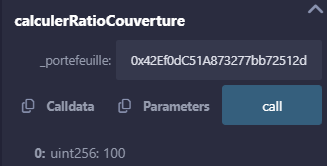 calculerRatioCouverture
_portefeuille: 0x42Ef0dC51A873277bb72512d
Calldata Parameters call
0: uint256: 100